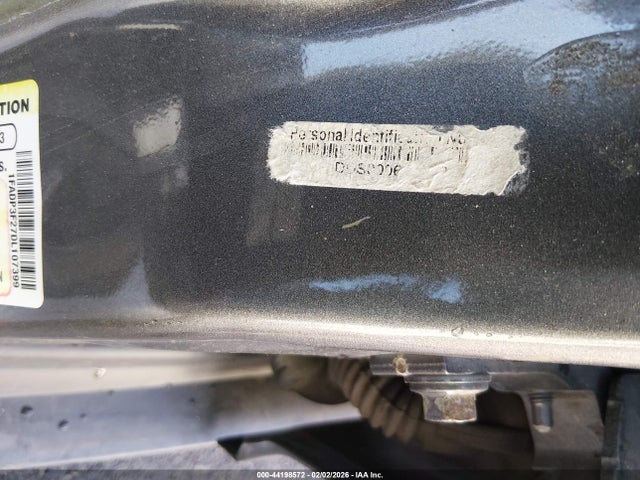 TION
3
1FADP3F27DL107399
Personal Identification No
000-44198572 - 02/02/2026 - IAA Inc.